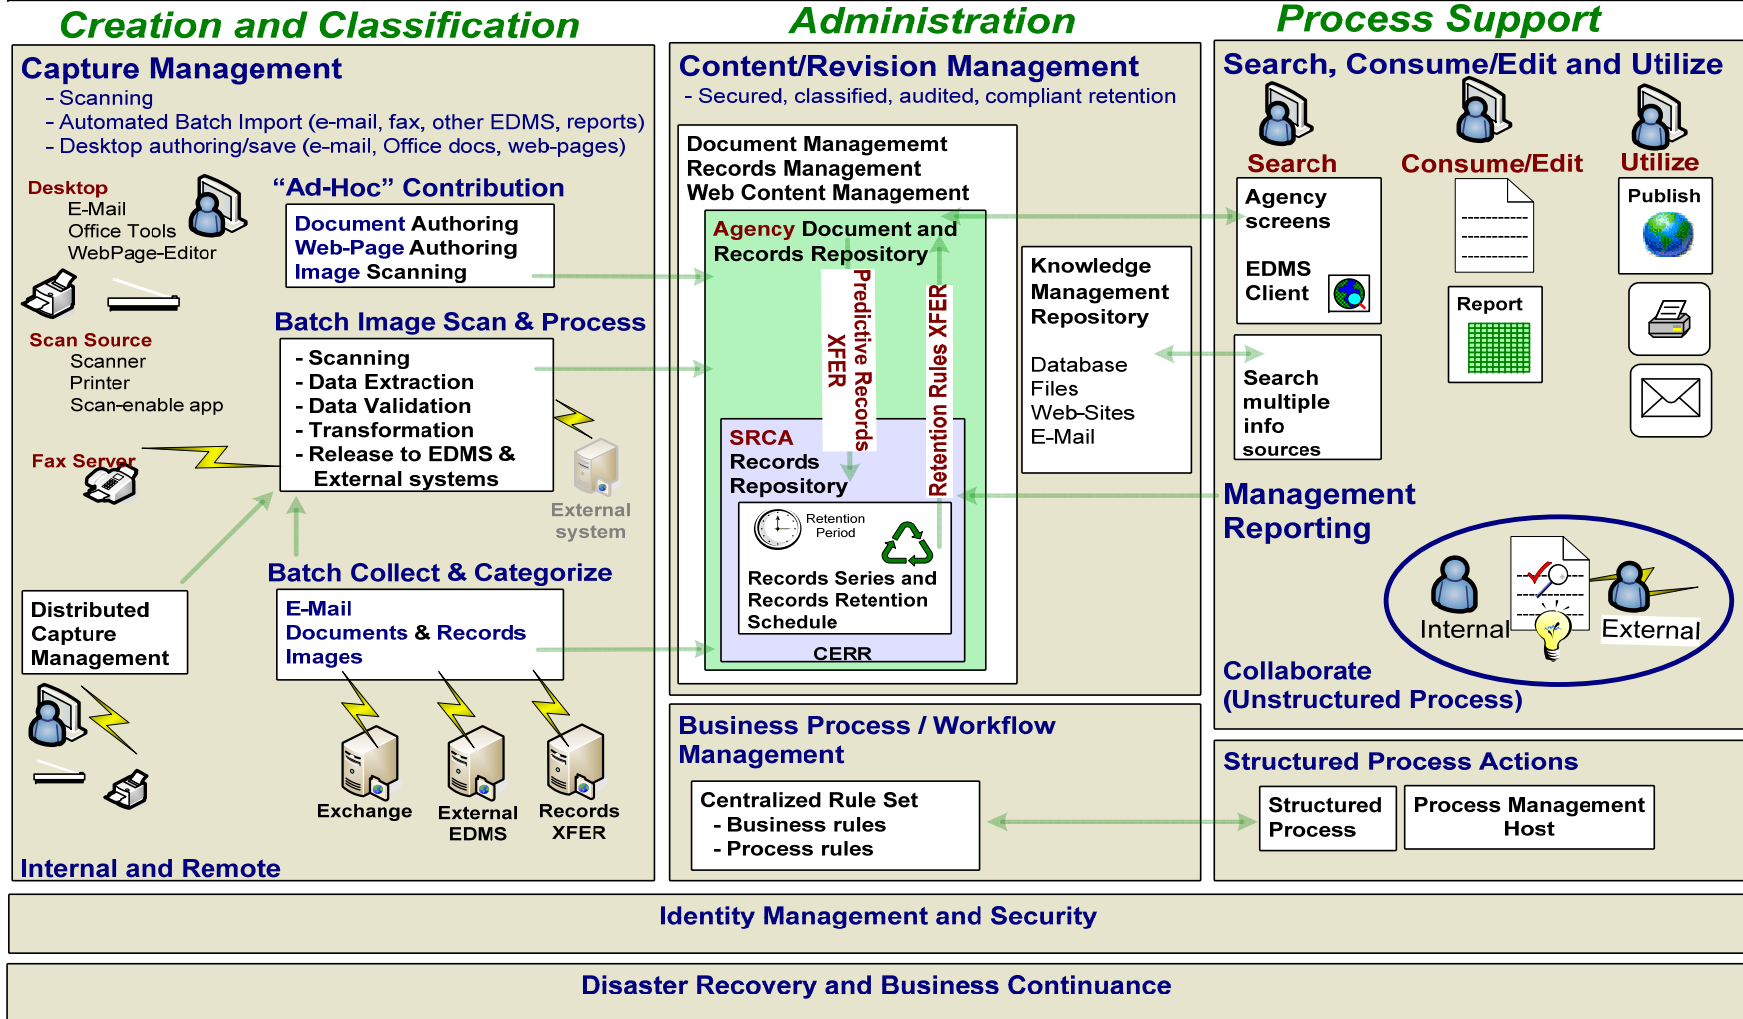 Creation and Classification
Capture Management
- Scanning
- Automated Batch Import (e-mail, fax, other EDMS, reports)
- Desktop authoring/save (e-mail, Office docs, web-pages)
Desktop
E-Mail
Office Tools
WebPage-Editor
Scan Source
Scanner
Printer
Scan-enable app
Fax Server
Distributed
Capture
Management
"Ad-Hoc" Contribution
Document Authoring
Web-Page Authoring
Image Scanning
Batch Image Scan & Process
- Scanning
- Data Extraction
- Data Validation
- Transformation
- Release to EDMS &
External systems
External
system
Batch Collect & Categorize
E-Mail
Documents & Records
Images
Exchange
External
EDMS
Records
XFER
Internal and Remote
Administration
Content/Revision Management
- Secured, classified, audited, compliant retention
Document Managememt
Records Management
Web Content Management
Agency Document and
Records Repository
Predictive Records
XFER
Retention Rules XFER
SRCA
Records
Repository
Retention
Period
Records Series and
Records Retention
Schedule
CERR
Knowledge
Management
Repository
Database
Files
Web-Sites
E-Mail
Business Process / Workflow
Management
Centralized Rule Set
- Business rules
- Process rules
Process Support
Search, Consume/Edit and Utilize
Search
Agency
screens
EDMS
Client
Search
multiple
info
sources
Consume/Edit
Report
Utilize
Publish
Management
Reporting
Internal
External
Collaborate
(Unstructured Process)
Structured Process Actions
Structured
Process
Process Management
Host
Identity Management and Security
Disaster Recovery and Business Continuance